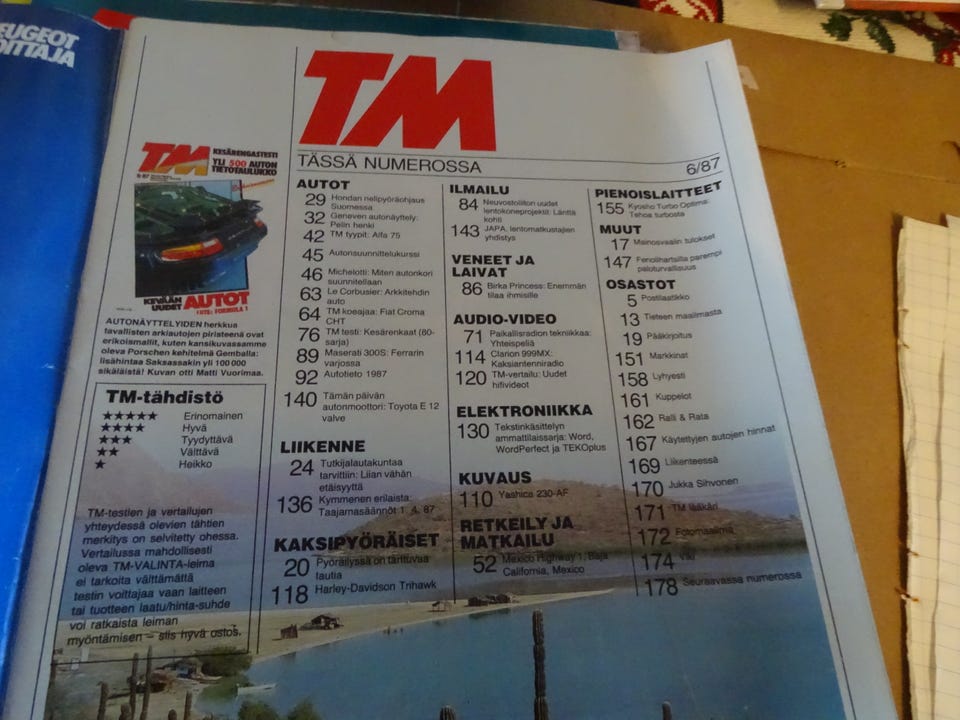 PEUGEOT
OITTAJA
TM
TÄSSÄ NUMEROSSA
6/87
TM
KESÄRENGASTESTI
YLI 500 AUTON
TIETOTAULUKKO
KEVÄÄN
UUDET AUTOT
AUTONÄYTTELYIDEN herkkua
tavallisten arkiautojen piristeenä ovat
erikoismallit, kuten kansikuvassamme
oleva Porschen kehitelmä Gemballa:
lisähintaa Saksassakin yli 100 000
sikäläistä! Kuvan otti Matti Vuorimaa.
TM-tähdistö
★★★★★ Erinomainen
★★★★ Hyvä
★★★ Tyydyttävä
★★ Välttävä
★ Heikko
TM-testien ja vertailujen
yhteydessä olevien tähtien
merkitys on selvitetty ohessa.
Vertailussa mahdollisesti
oleva TM-VALINTA-leima
ei tarkoita välttämättä
testin voittajaa vaan laitteen
tai tuotteen laatu/hinta-suhde
voi ratkaista leiman
myöntämisen – siis hyvä ostos.
AUTOT
29 Hondan nelipyöräohjaus
Suomessa
32 Geneven autonäyttely:
Pelin henki
42 TM tyypit: Alfa 75
45 Autonsuunnittelukurssi
46 Michelotti: Miten autonkori
suunnitellaan
63 Le Corbusier: Arkkitehdin
auto
64 TM koeajaa: Fiat Croma
CHT
76 TM testi: Kesärenkaat (80-
sarja)
89 Maserati 300S: Ferrarin
varjossa
92 Autotieto 1987
140 Tämän päivän
automoottori: Toyota E 12
valve
LIIKENNE
24 Tutkijalautakuntaa
tarvittiin: Liian vähän
etäisyyttä
136 Kymmenen erilaista:
Taajamasäännöt 1. 4. 87
KAKSIPYÖRÄISET
20 Pyöräilyssä on tarttuvaa
tautia
118 Harley-Davidson Trihawk
ILMAILU
84 Neuvostoliiton uudet
lentokoneprojektit: Länttä
kohti
143 JAPA, lentomatkustajien
yhdistys
VENEET JA
LAIVAT
86 Birka Princess: Enemmän
tilaa ihmisille
AUDIO-VIDEO
71 Paikallisradion tekniikkaa:
Yhteispeliä
114 Clarion 999MX:
Kaksiantenniradio
120 TM-vertailu: Uudet
hifivideot
ELEKTRONIIKKA
130 Tekstinkäsittelyn
ammattilaissarja: Word,
WordPerfect ja TEKOplus
KUVAUS
110 Yashica 230-AF
RETKEILY JA
MATKAILU
52 Mexico Highway 1: Baja
California, Mexico
PIENOISLAITTEET
155 Kyosho Turbo Optima:
Tehoa turbosta
MUUT
17 Mainosvaalin tulokset
147 Fenolihartsilla parempi
paloturvallisuus
OSASTOT
5 Postilaatikko
13 Tieteen maailmasta
19 Pääkirjoitus
151 Markkinat
158 Lyhyesti
161 Kuppelot
162 Ralli & Rata
167 Käytettyjen autojen hinnat
169 Liikenteessä
170 Jukka Sihvonen
171 TM lääkäri
172 Fotomaailma
174 Viki
178 Seuraavassa numerossa